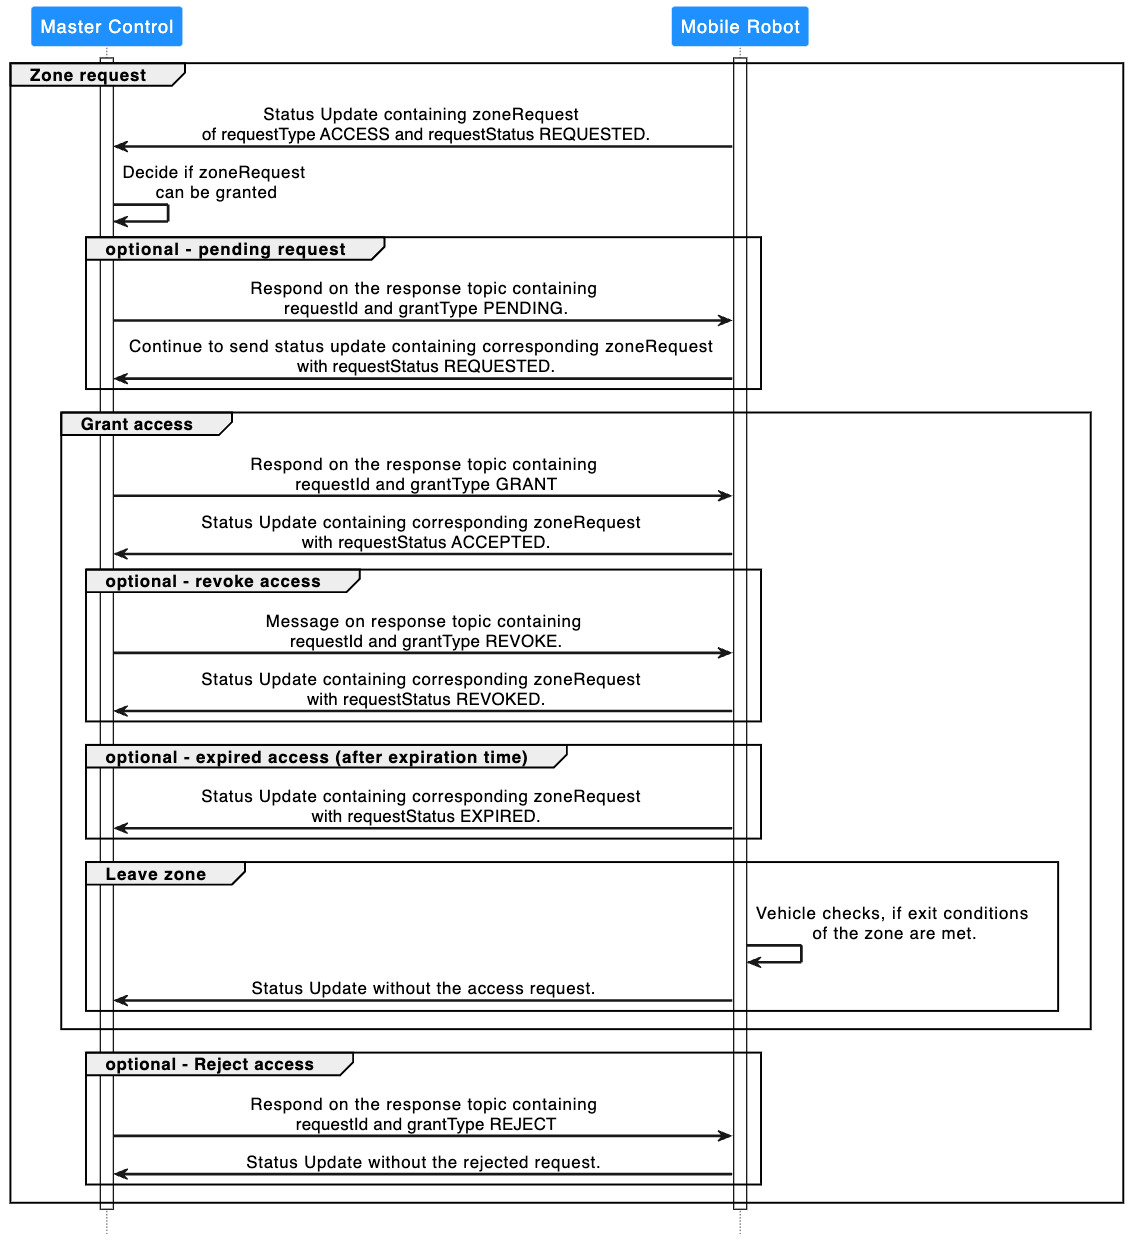 Master Control
Mobile Robot
Zone request
Status Update containing zoneRequest
of requestType ACCESS and requestStatus REQUESTED.
Decide if zoneRequest
can be granted
optional - pending request
Respond on the response topic containing
requestId and grantType PENDING.
Continue to send status update containing corresponding zoneRequest
with requestStatus REQUESTED.
Grant access
Respond on the response topic containing
requestId and grantType GRANT
Status Update containing corresponding zoneRequest
with requestStatus ACCEPTED.
optional - revoke access
Message on response topic containing
requestId and grantType REVOKE.
Status Update containing corresponding zoneRequest
with requestStatus REVOKED.
optional - expired access (after expiration time)
Status Update containing corresponding zoneRequest
with requestStatus EXPIRED.
Leave zone
Vehicle checks, if exit conditions
of the zone are met.
Status Update without the access request.
optional - Reject access
Respond on the response topic containing
requestId and grantType REJECT
Status Update without the rejected request.